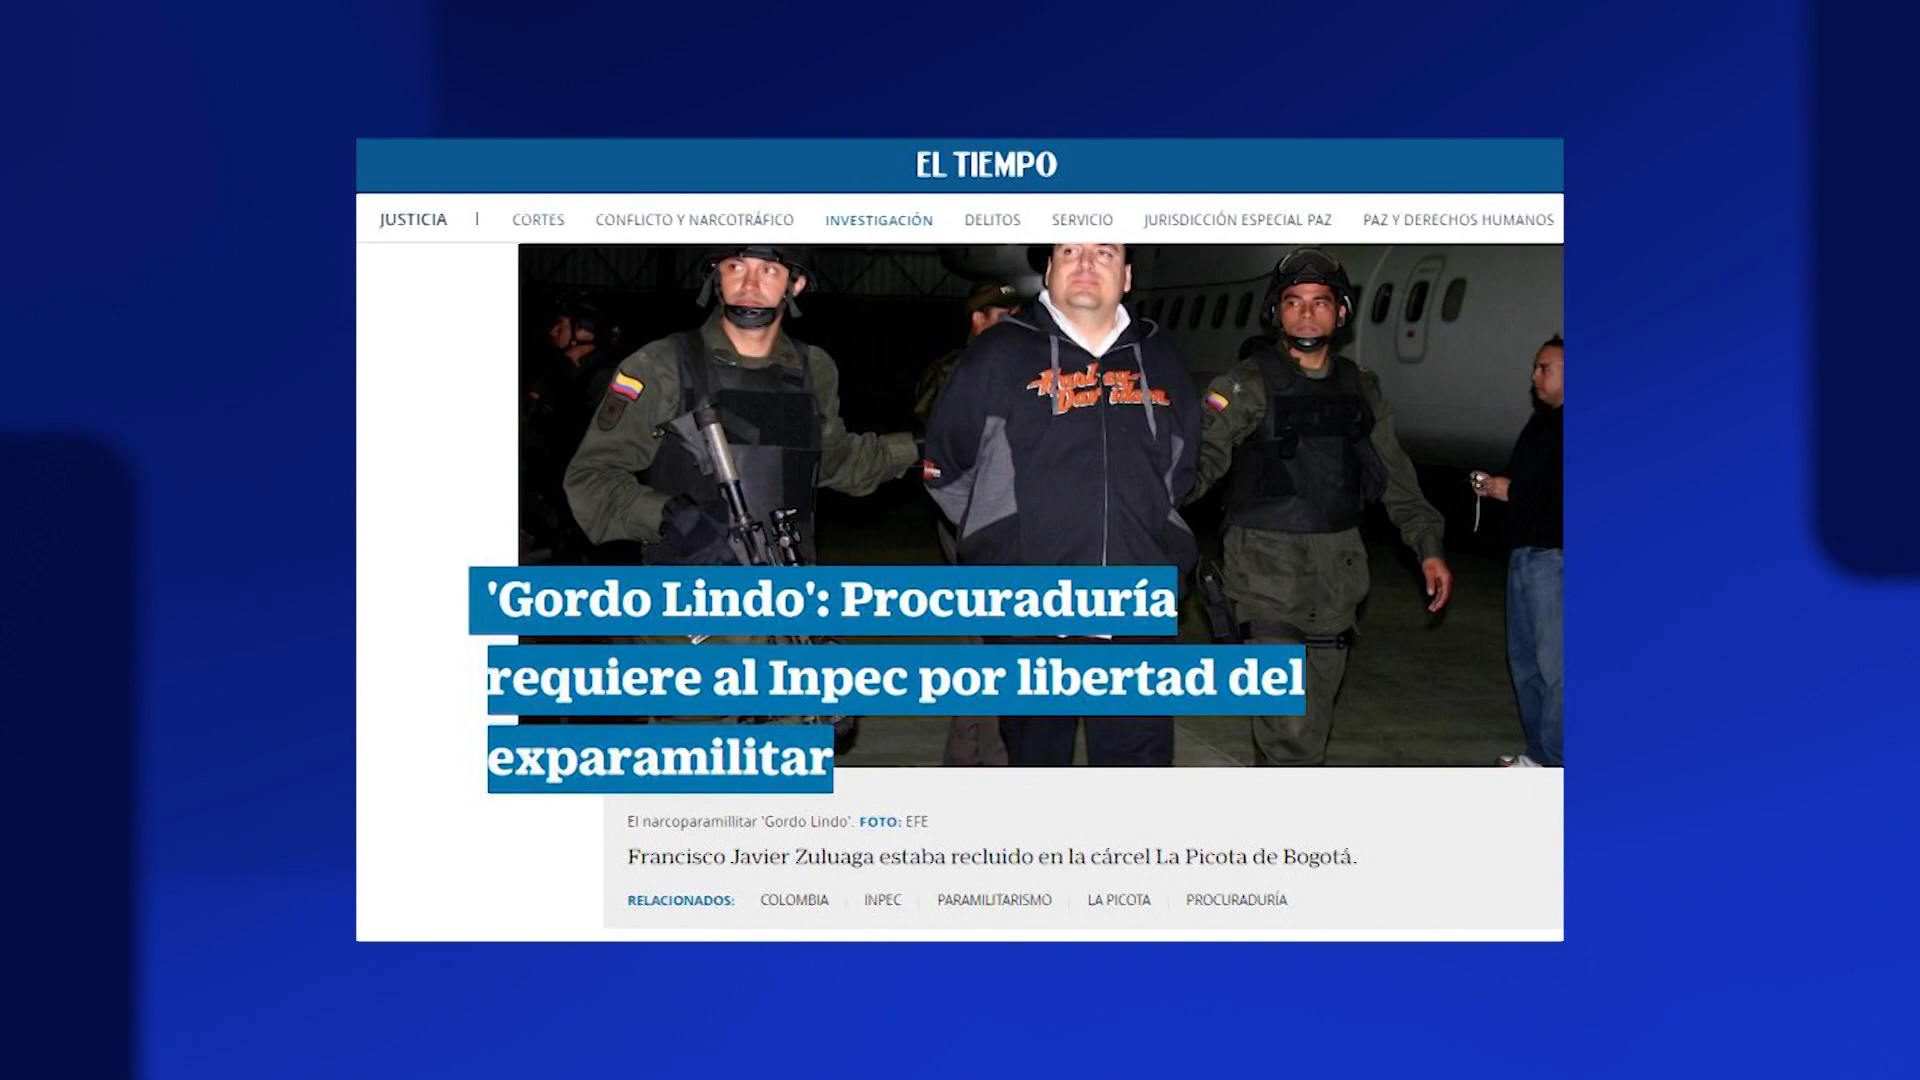 EL TIEMPO
JUSTICIA | CORTES CONFLICTO Y NARCOTRÁFICO INVESTIGACIÓN DELITOS SERVICIO JURISDICCIÓN ESPECIAL PAZ PAZ Y DERECHOS HUMANOS
Harley
Davidson
'Gordo Lindo': Procuraduría
requiere al Inpec por libertad del
exparamilitar
El narcoparamillitar 'Gordo Lindo'. FOTO: EFE
Francisco Javier Zuluaga estaba recluido en la cárcel La Picota de Bogotá.
RELACIONADOS: COLOMBIA INPEC PARAMILITARISMO LA PICOTA PROCURADURÍA